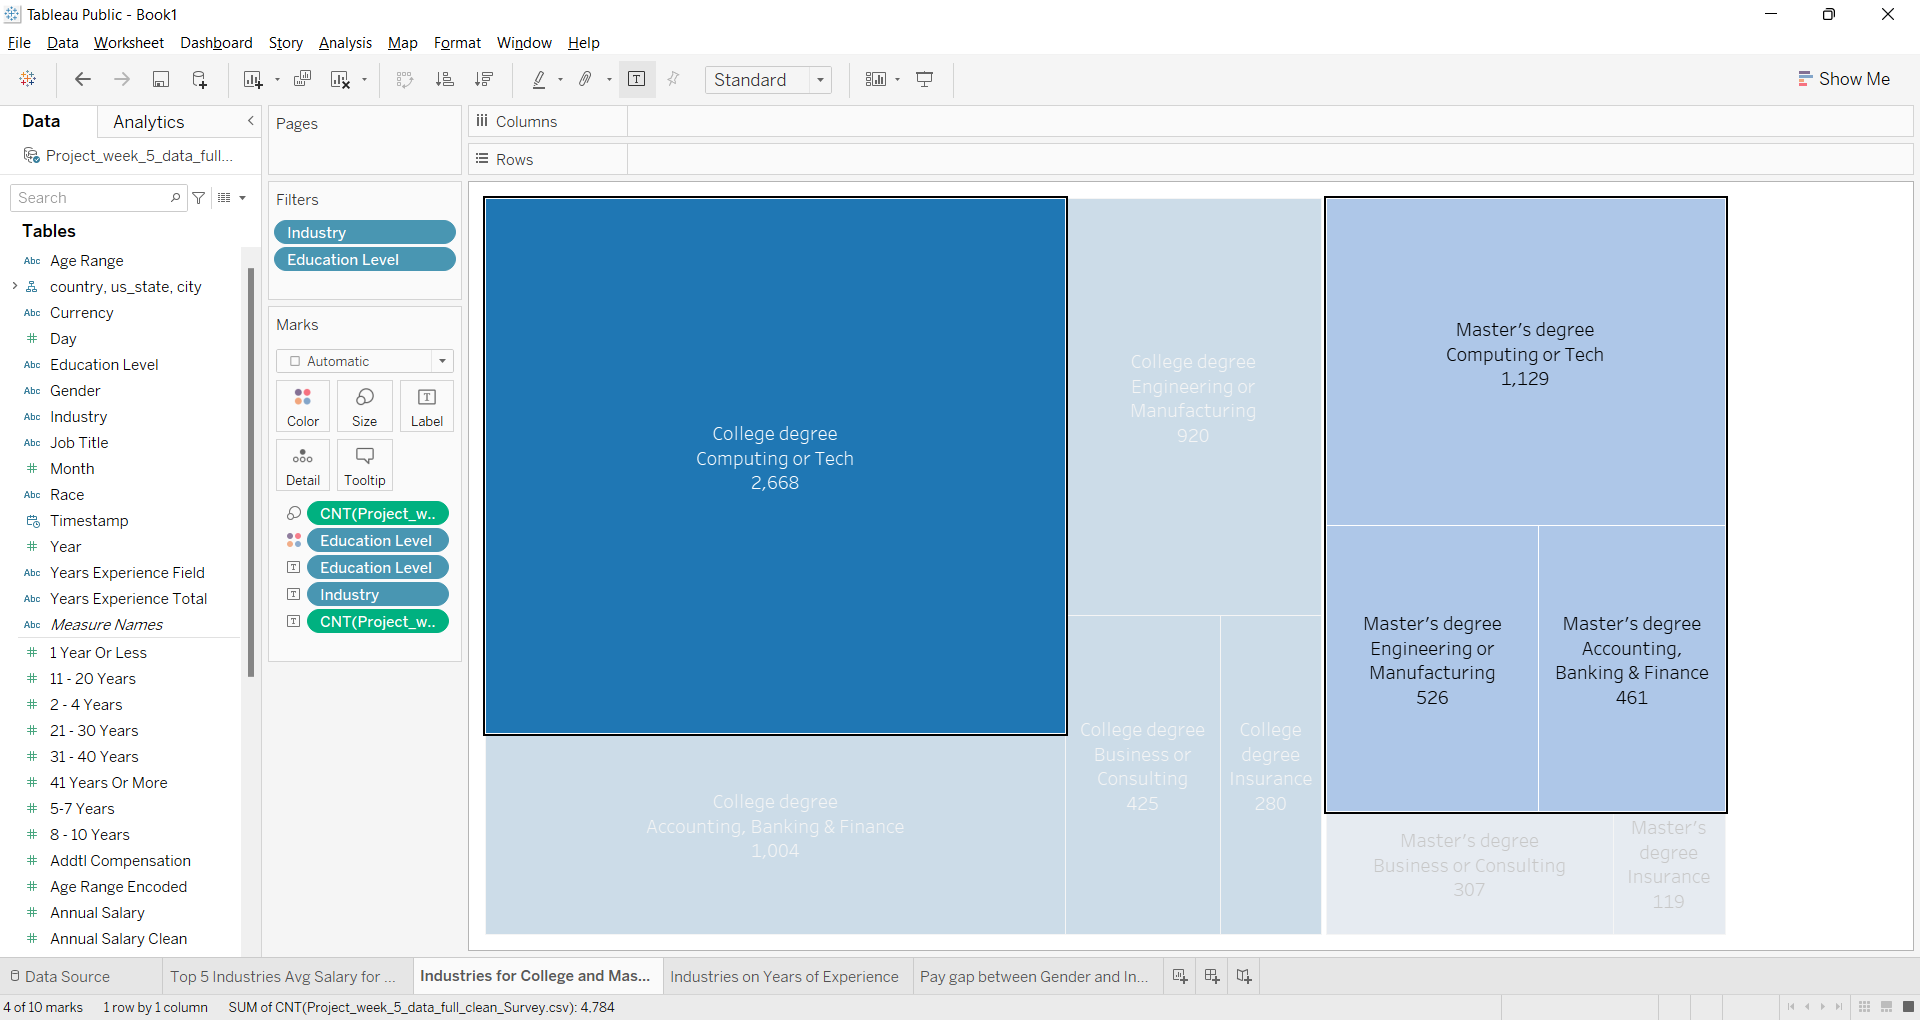 Tableau Public - Book1
File Data Worksheet Dashboard Story Analysis Map Format Window Help
Standard
Show Me
Data
Analytics
Project_week_5_data_full...
Search
Tables
Abc Age Range
country, us_state, city
Abc Currency
Day
Abc Education Level
Abc Gender
Abc Industry
Abc Job Title
Month
Abc Race
Timestamp
Year
Abc Years Experience Field
Abc Years Experience Total
Abc Measure Names
1 Year Or Less
11 - 20 Years
2 - 4 Years
21 - 30 Years
31 - 40 Years
41 Years Or More
5-7 Years
8 - 10 Years
Addtl Compensation
Age Range Encoded
Annual Salary
Annual Salary Clean
Pages
Filters
Industry
Education Level
Marks
Automatic
Color
Size
Label
Detail
Tooltip
CNT(Project_w..
Education Level
Education Level
Industry
CNT(Project_w..
Columns
Rows
College degree
Computing or Tech
2,668
College degree
Accounting, Banking & Finance
1,004
College degree
Engineering or
Manufacturing
920
College degree
Business or
Consulting
425
College
degree
Insurance
280
Master's degree
Computing or Tech
1,129
Master's degree
Engineering or
Manufacturing
526
Master's degree
Accounting,
Banking & Finance
461
Master's degree
Business or Consulting
307
Master's
degree
Insurance
119
Data Source
Top 5 Industries Avg Salary for ...
Industries for College and Mas...
Industries on Years of Experience
Pay gap between Gender and In...
4 of 10 marks
1 row by 1 column
SUM of CNT(Project_week_5_data_full_clean_Survey.csv): 4,784